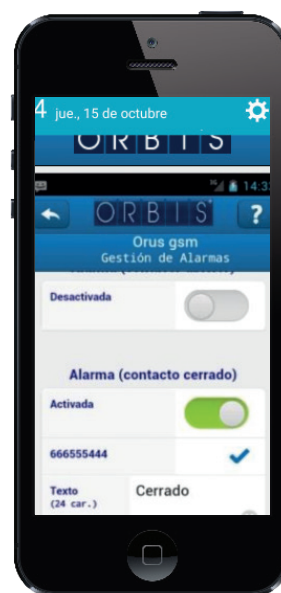 4 jue., 15 de octubre
ORBIS
14:3
ORBIS ?
Orus gsm
Gestión de Alarmas
Desactivada
Alarma (contacto cerrado)
Activada
666555444
Texto Cerrado
(24 car.)